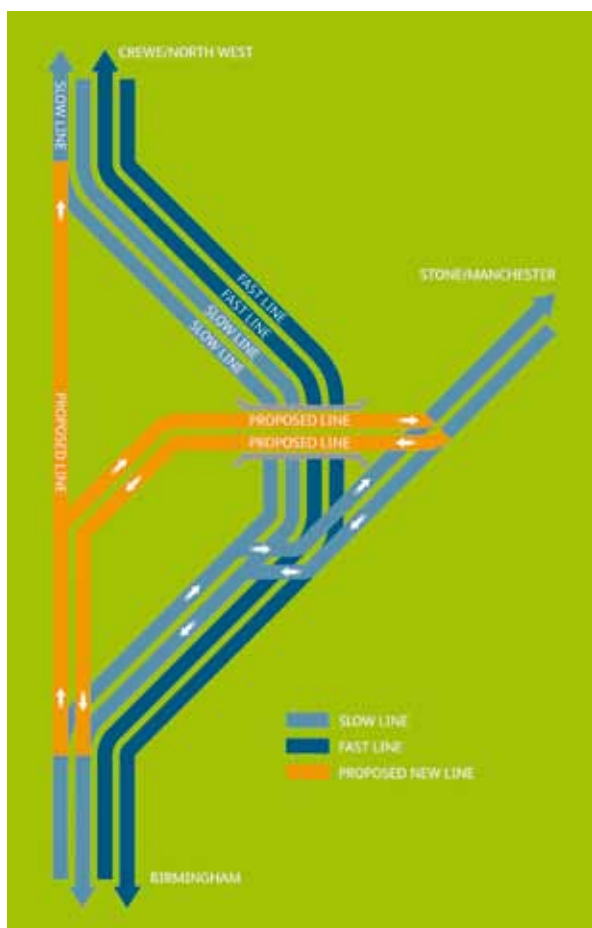 CREWE/NORTH WEST
SLOW LINE
STONE/MANCHESTER
FAST LINE
FAST LINE
SLOW LINE
SLOW LINE
PROPOSED LINE
PROPOSED LINE
PROPOSED LINE
SLOW LINE
FAST LINE
PROPOSED NEW LINE
BIRMINGHAM